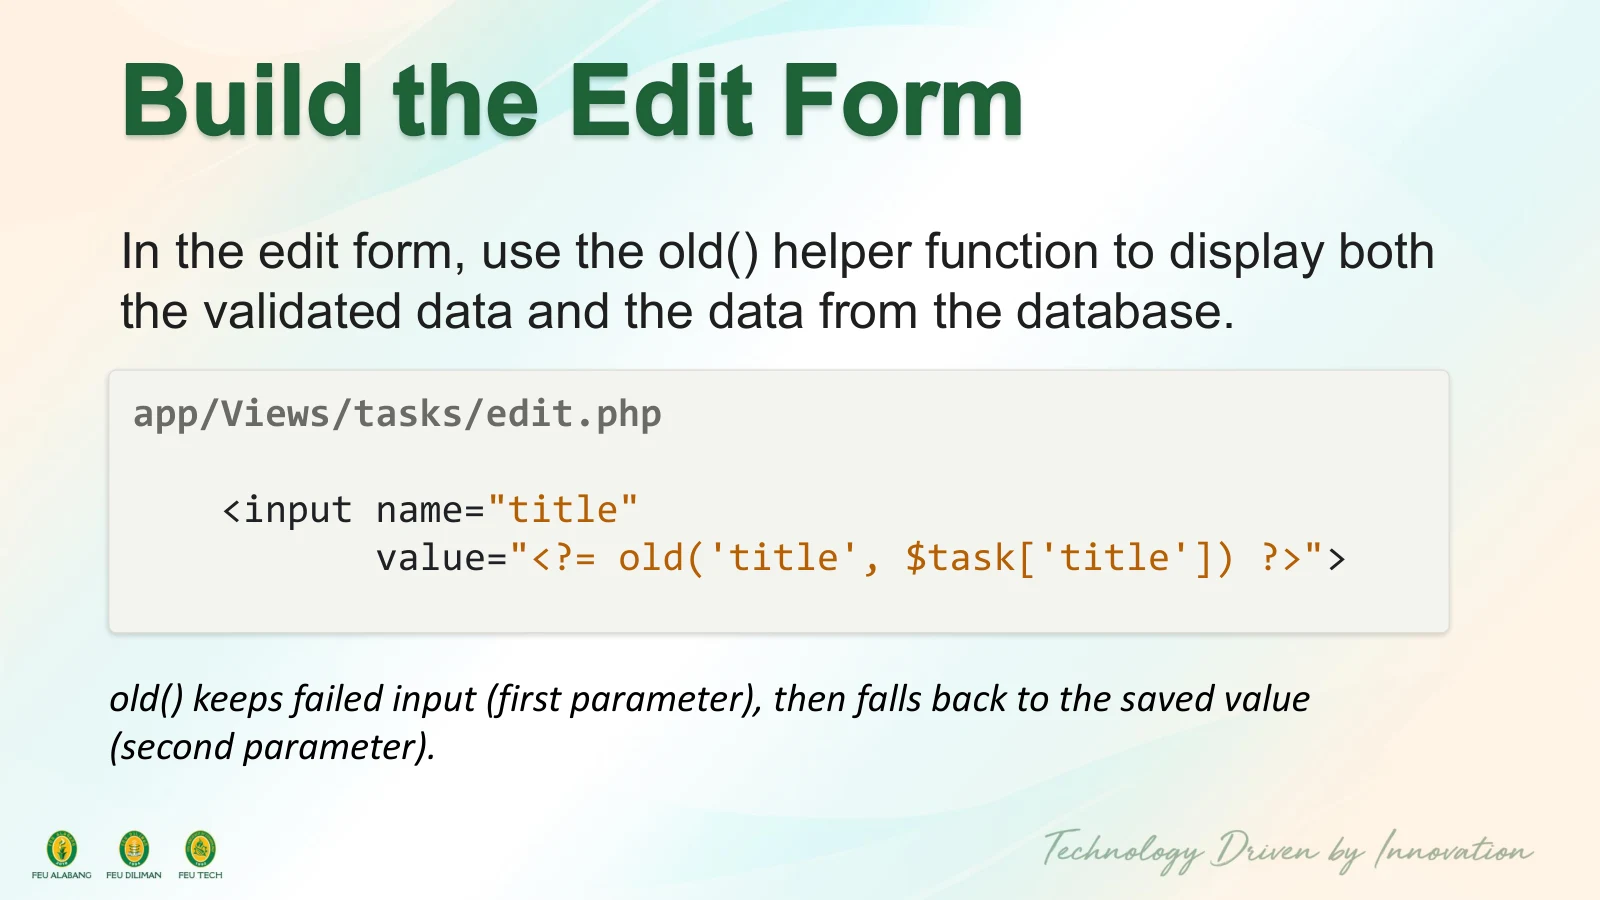 Build the Edit Form
In the edit form, use the old() helper function to display both
the validated data and the data from the database.
app/Views/tasks/edit.php
<input name="title"
value="<?= old('title', $task['title']) ?>">
old() keeps failed input (first parameter), then falls back to the saved value
(second parameter).
FEU ALABANG FEU DILIMAN FEU TECH
Technology Driven by Innovation